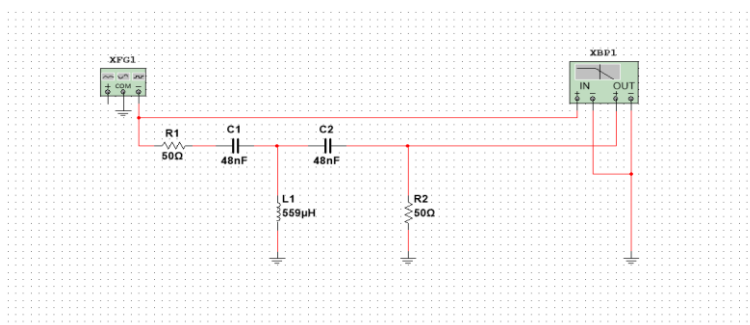 XFG1
COM
+ −
XBP1
IN OUT
+ − + −
R1
50Ω
C1
48nF
C2
48nF
L1
559µH
R2
50Ω